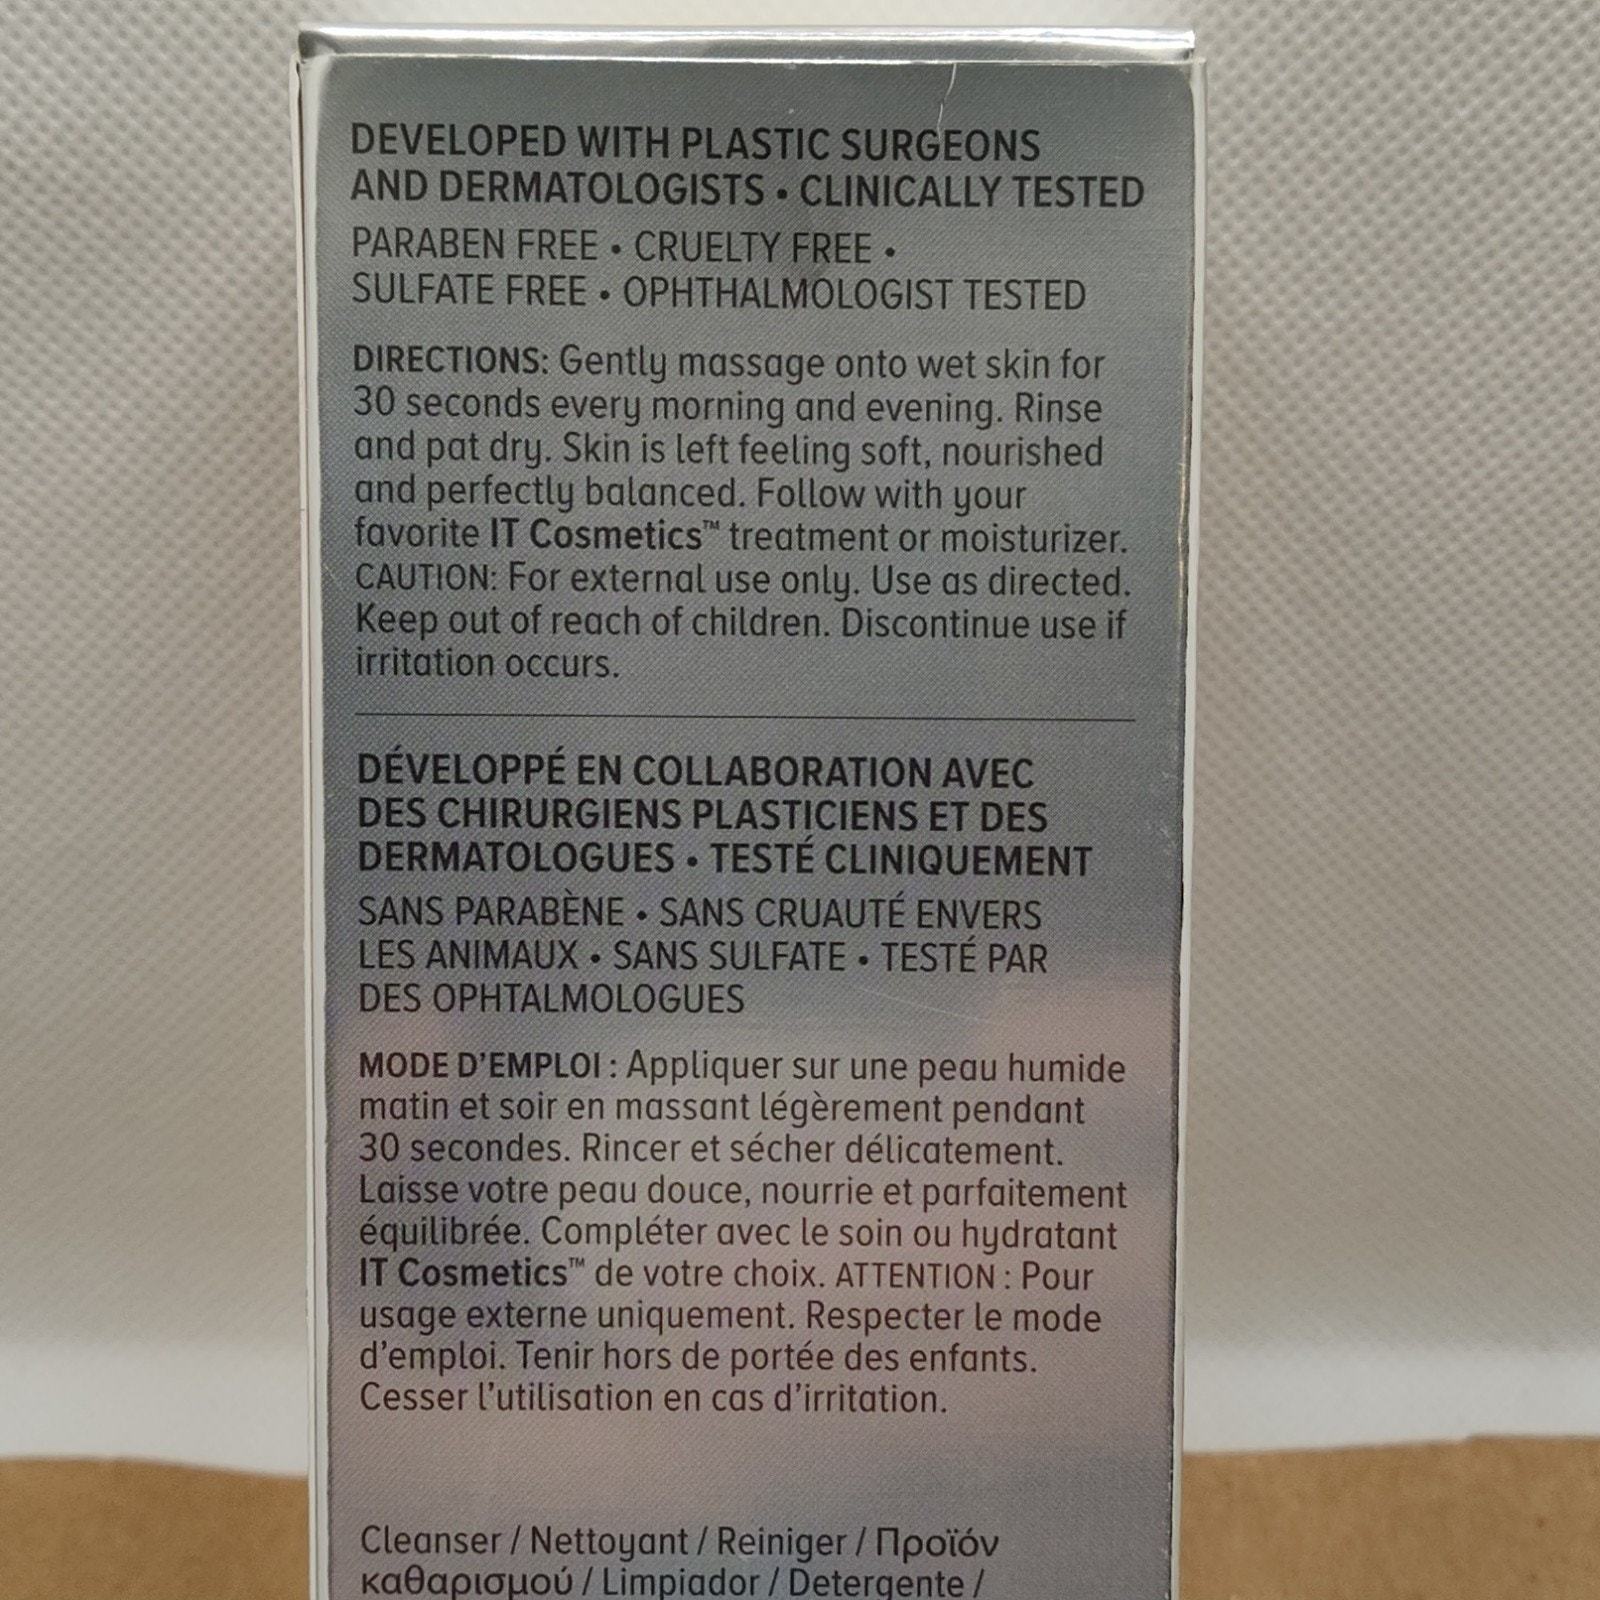 DEVELOPED WITH PLASTIC SURGEONS
AND DERMATOLOGISTS • CLINICALLY TESTED
PARABEN FREE • CRUELTY FREE •
SULFATE FREE • OPHTHALMOLOGIST TESTED
DIRECTIONS: Gently massage onto wet skin for
30 seconds every morning and evening. Rinse
and pat dry. Skin is left feeling soft, nourished
and perfectly balanced. Follow with your
favorite IT Cosmetics™ treatment or moisturizer.
CAUTION: For external use only. Use as directed.
Keep out of reach of children. Discontinue use if
irritation occurs.
DÉVELOPPÉ EN COLLABORATION AVEC
DES CHIRURGIENS PLASTICIENS ET DES
DERMATOLOGUES • TESTÉ CLINIQUEMENT
SANS PARABÈNE • SANS CRUAUTÉ ENVERS
LES ANIMAUX • SANS SULFATE • TESTÉ PAR
DES OPHTALMOLOGUES
MODE D'EMPLOI : Appliquer sur une peau humide
matin et soir en massant légèrement pendant
30 secondes. Rincer et sécher délicatement.
Laisse votre peau douce, nourrie et parfaitement
équilibrée. Compléter avec le soin ou hydratant
IT Cosmetics™ de votre choix. ATTENTION : Pour
usage externe uniquement. Respecter le mode
d'emploi. Tenir hors de portée des enfants.
Cesser l'utilisation en cas d'irritation.
Cleanser / Nettoyant / Reiniger / Προϊόν
καθαρισμού / Limpiador / Detergente /